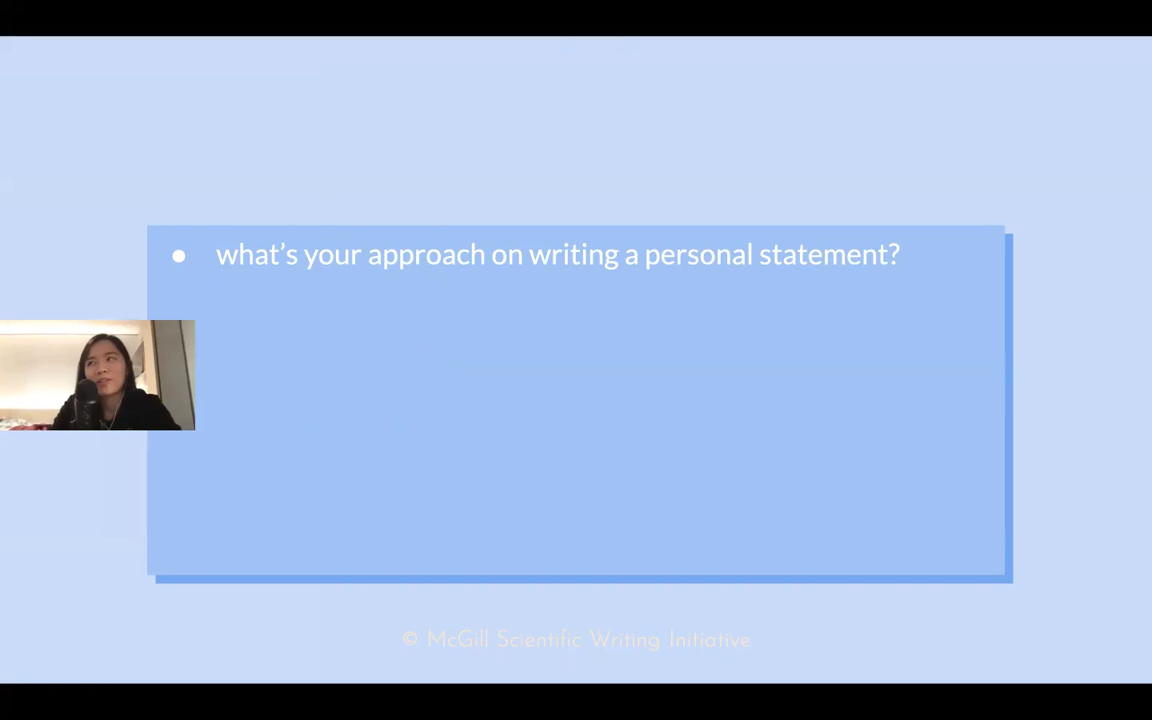 ● what’s your approach on writing a personal statement?
© McGill Scientific Writing Initiative